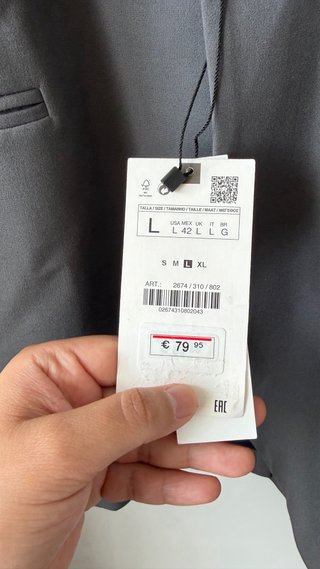 FSC
TALLA / SIZE / TAMANHO / TAILLE / MAAT / ΜΕΓΕΘΟΣ
L
USA MEX UK IT BR
L 42 L L G
S M L XL
ART.: 2674 / 310 / 802
02674310802043
€ 79 95
EAC